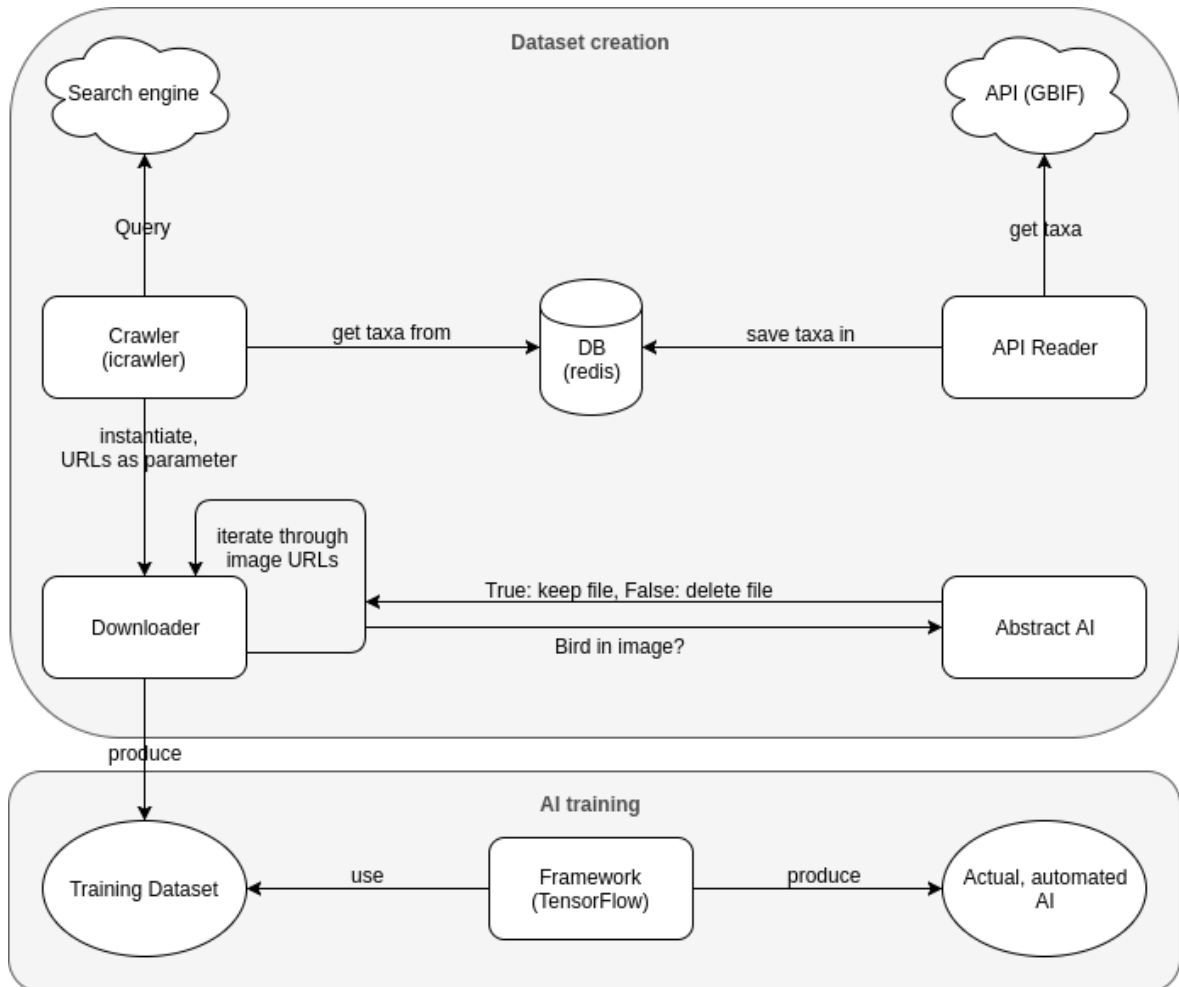 Dataset creation
Search engine
API (GBIF)
Query
get taxa
Crawler
(icrawler)
get taxa from
DB
(redis)
save taxa in
API Reader
instantiate,
URLs as parameter
iterate through
image URLs
True: keep file, False: delete file
Downloader
Abstract AI
Bird in image?
produce
AI training
Training Dataset
use
Framework
(TensorFlow)
produce
Actual, automated
AI